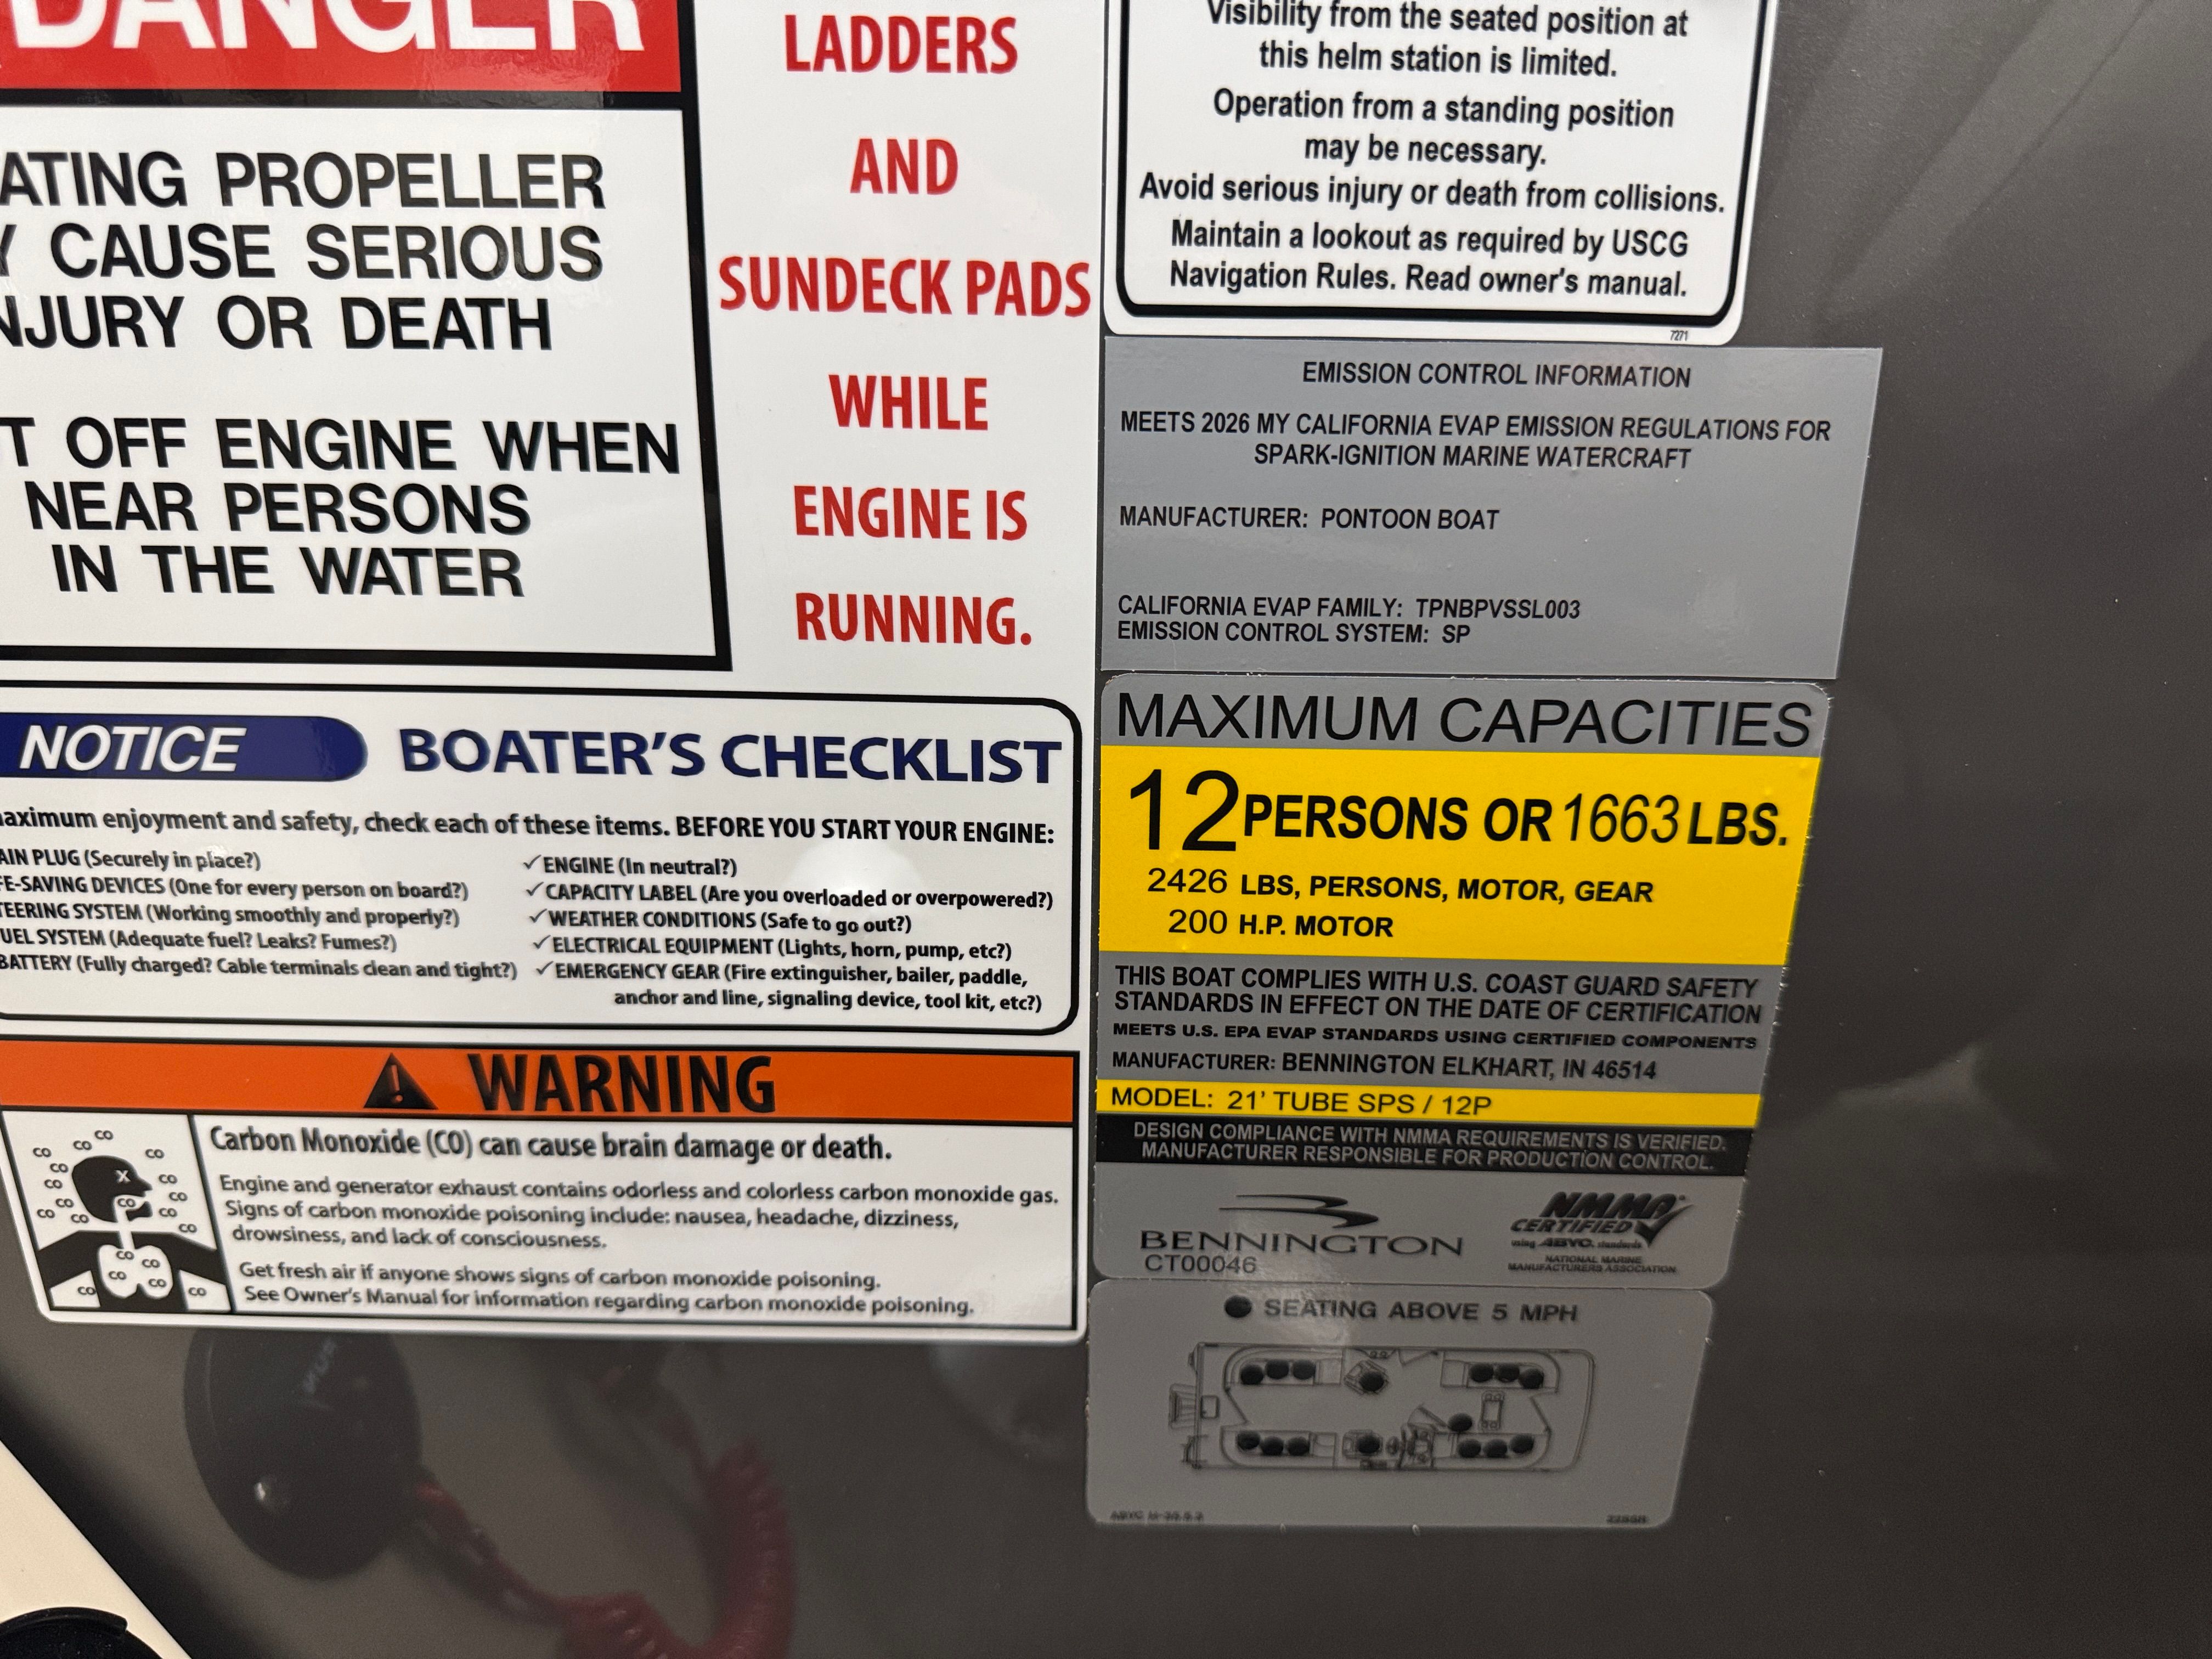 DANGER
ATING PROPELLER
Y CAUSE SERIOUS
NJURY OR DEATH
T OFF ENGINE WHEN
NEAR PERSONS
IN THE WATER
LADDERS
AND
SUNDECK PADS
WHILE
ENGINE IS
RUNNING.
Visibility from the seated position at
this helm station is limited.
Operation from a standing position
may be necessary.
Avoid serious injury or death from collisions.
Maintain a lookout as required by USCG
Navigation Rules. Read owner's manual.
7271
EMISSION CONTROL INFORMATION
MEETS 2026 MY CALIFORNIA EVAP EMISSION REGULATIONS FOR
SPARK-IGNITION MARINE WATERCRAFT
MANUFACTURER: PONTOON BOAT
CALIFORNIA EVAP FAMILY: TPNBPVSSL003
EMISSION CONTROL SYSTEM: SP
NOTICE BOATER'S CHECKLIST
aximum enjoyment and safety, check each of these items. BEFORE YOU START YOUR ENGINE:
AIN PLUG (Securely in place?)
FE-SAVING DEVICES (One for every person on board?)
TEERING SYSTEM (Working smoothly and properly?)
UEL SYSTEM (Adequate fuel? Leaks? Fumes?)
BATTERY (Fully charged? Cable terminals clean and tight?)
✓ENGINE (In neutral?)
✓CAPACITY LABEL (Are you overloaded or overpowered?)
✓WEATHER CONDITIONS (Safe to go out?)
✓ELECTRICAL EQUIPMENT (Lights, horn, pump, etc?)
✓EMERGENCY GEAR (Fire extinguisher, bailer, paddle,
anchor and line, signaling device, tool kit, etc?)
WARNING
Carbon Monoxide (CO) can cause brain damage or death.
Engine and generator exhaust contains odorless and colorless carbon monoxide gas.
Signs of carbon monoxide poisoning include: nausea, headache, dizziness,
drowsiness, and lack of consciousness.
Get fresh air if anyone shows signs of carbon monoxide poisoning.
See Owner's Manual for information regarding carbon monoxide poisoning.
MAXIMUM CAPACITIES
12 PERSONS OR 1663 LBS.
2426 LBS, PERSONS, MOTOR, GEAR
200 H.P. MOTOR
THIS BOAT COMPLIES WITH U.S. COAST GUARD SAFETY
STANDARDS IN EFFECT ON THE DATE OF CERTIFICATION
MEETS U.S. EPA EVAP STANDARDS USING CERTIFIED COMPONENTS
MANUFACTURER: BENNINGTON ELKHART, IN 46514
MODEL: 21' TUBE SPS / 12P
DESIGN COMPLIANCE WITH NMMA REQUIREMENTS IS VERIFIED.
MANUFACTURER RESPONSIBLE FOR PRODUCTION CONTROL.
BENNINGTON
CT00046
NMMA
CERTIFIED
using ABYC standards
NATIONAL MARINE
MANUFACTURERS ASSOCIATION
SEATING ABOVE 5 MPH